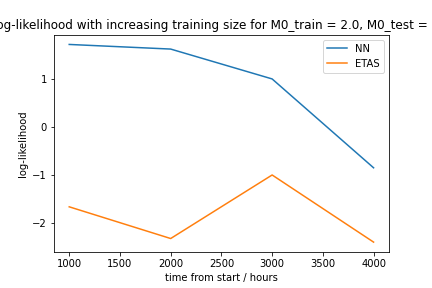 og-likelihood with increasing training size for M0_train = 2.0, M0_test =
NN
ETAS
1
0
−1
−2
log-likelihood
1000 1500 2000 2500 3000 3500 4000
time from start / hours